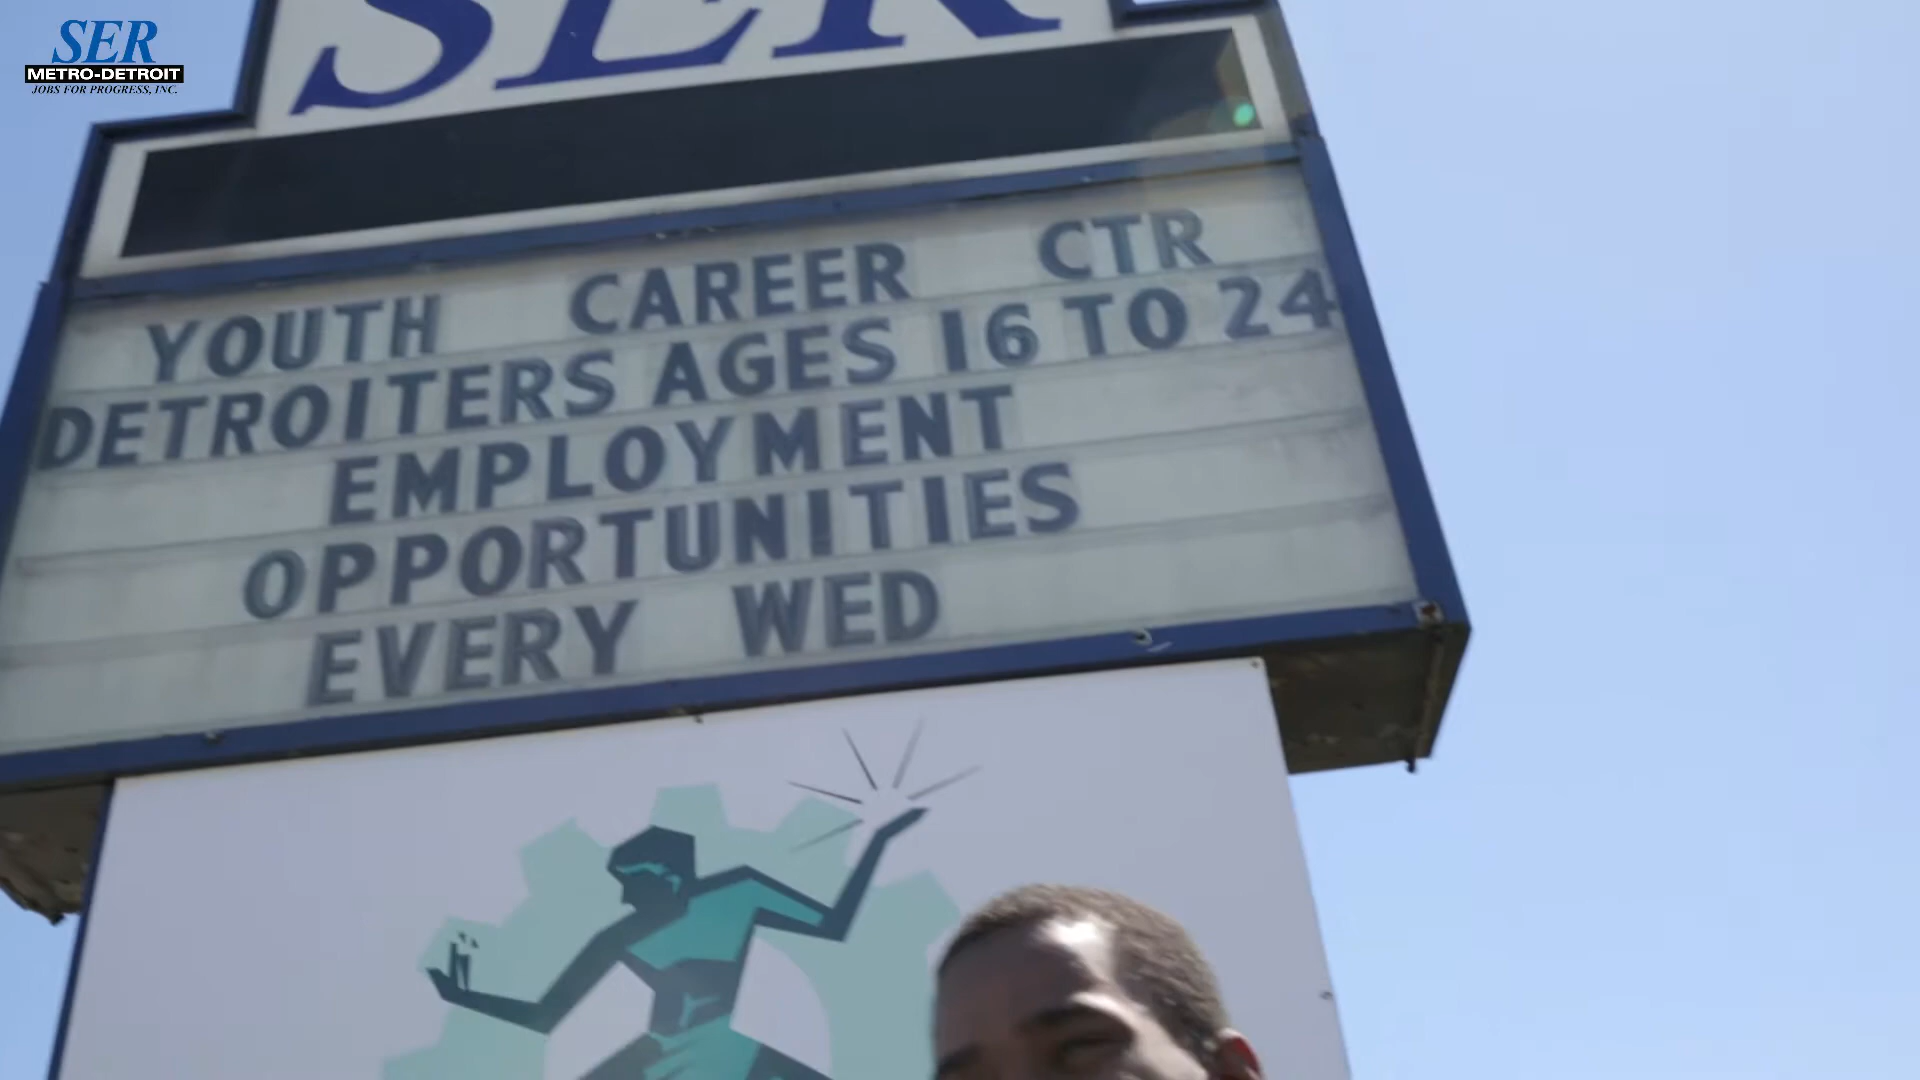 SER
METRO-DETROIT
JOBS FOR PROGRESS, INC.
SER
YOUTH CAREER CTR
DETROITERS AGES 16 TO 24
EMPLOYMENT
OPPORTUNITIES
EVERY WED